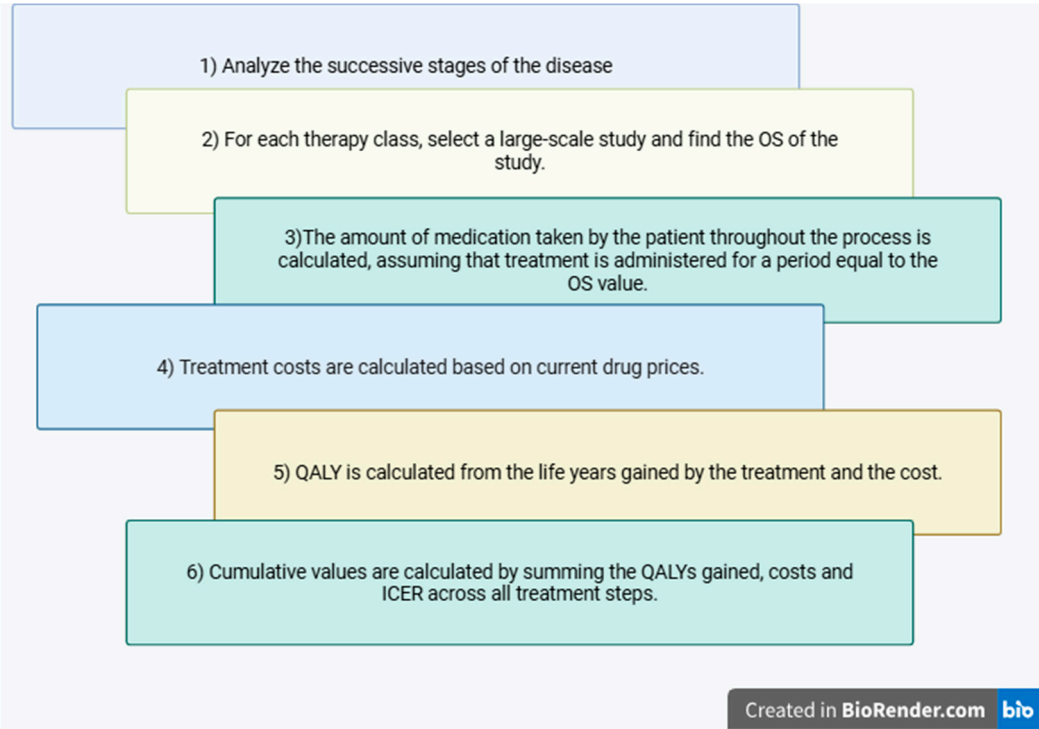 1) Analyze the successive stages of the disease
2) For each therapy class, select a large-scale study and find the OS of the
study.
3)The amount of medication taken by the patient throughout the process is
calculated, assuming that treatment is administered for a period equal to the
OS value.
4) Treatment costs are calculated based on current drug prices.
5) QALY is calculated from the life years gained by the treatment and the cost.
6) Cumulative values are calculated by summing the QALYs gained, costs and
ICER across all treatment steps.
Created in BioRender.com bio